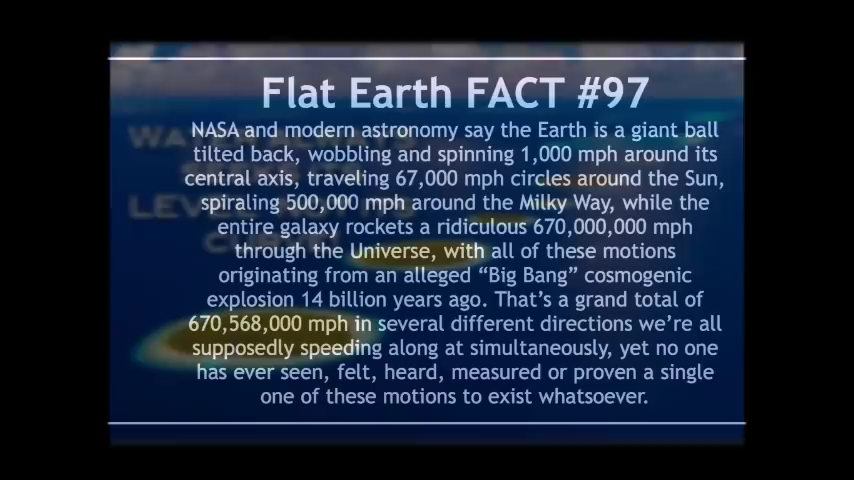 Flat Earth FACT #97
NASA and modern astronomy say the Earth is a giant ball
tilted back, wobbling and spinning 1,000 mph around its
central axis, traveling 67,000 mph circles around the Sun,
spiraling 500,000 mph around the Milky Way, while the
entire galaxy rockets a ridiculous 670,000,000 mph
through the Universe, with all of these motions
originating from an alleged “Big Bang” cosmogenic
explosion 14 billion years ago. That’s a grand total of
670,568,000 mph in several different directions we’re all
supposedly speeding along at simultaneously, yet no one
has ever seen, felt, heard, measured or proven a single
one of these motions to exist whatsoever.